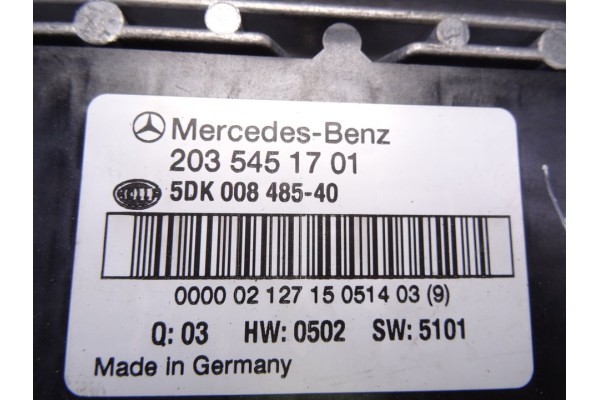 Mercedes-Benz
203 545 17 01
5DK 008 485-40
0000 02 127 15 0514 03 (9)
Q: 03 HW: 0502 SW: 5101
Made in Germany